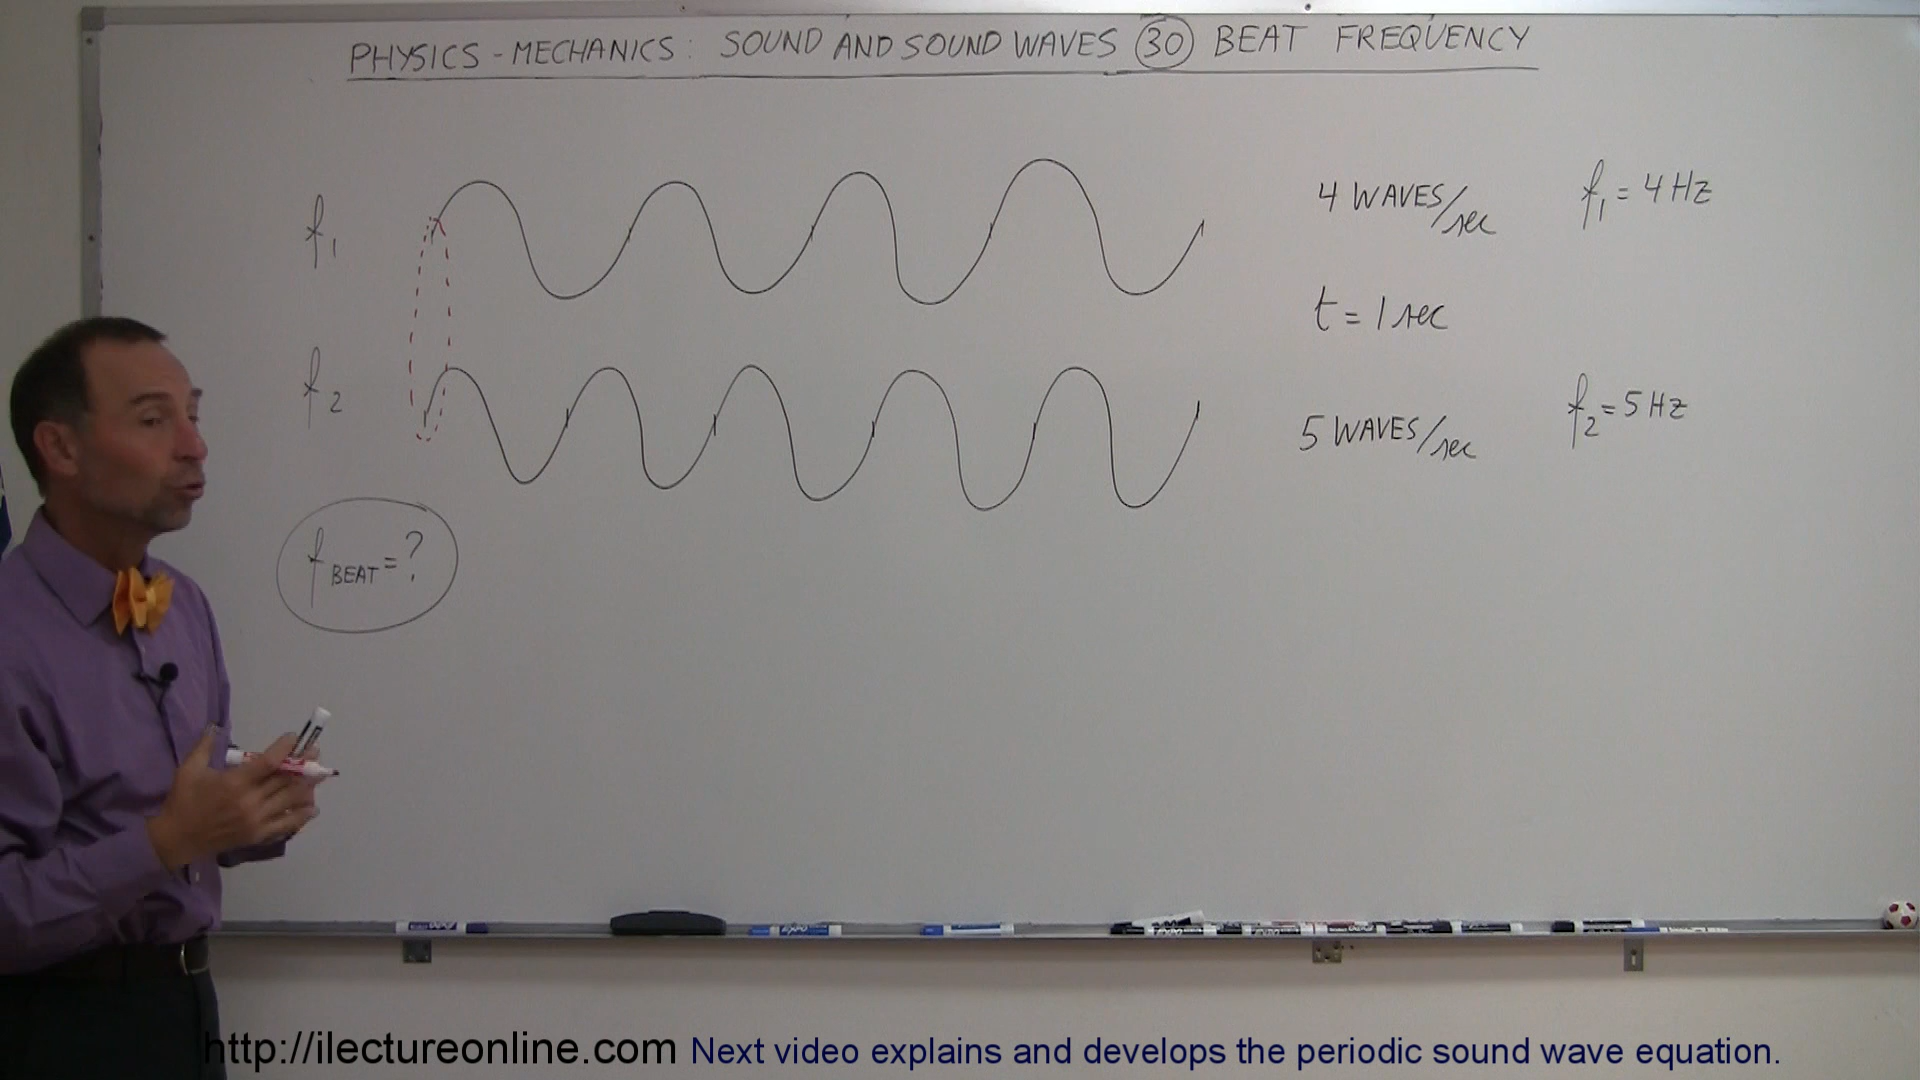 PHYSICS - MECHANICS: SOUND AND SOUND WAVES 30 BEAT FREQUENCY
f1
4 WAVES/sec
f1 = 4 Hz
t = 1 sec
f2
5 WAVES/sec
f2 = 5 Hz
fBEAT = ?
http://ilectureonline.com Next video explains and develops the periodic sound wave equation.